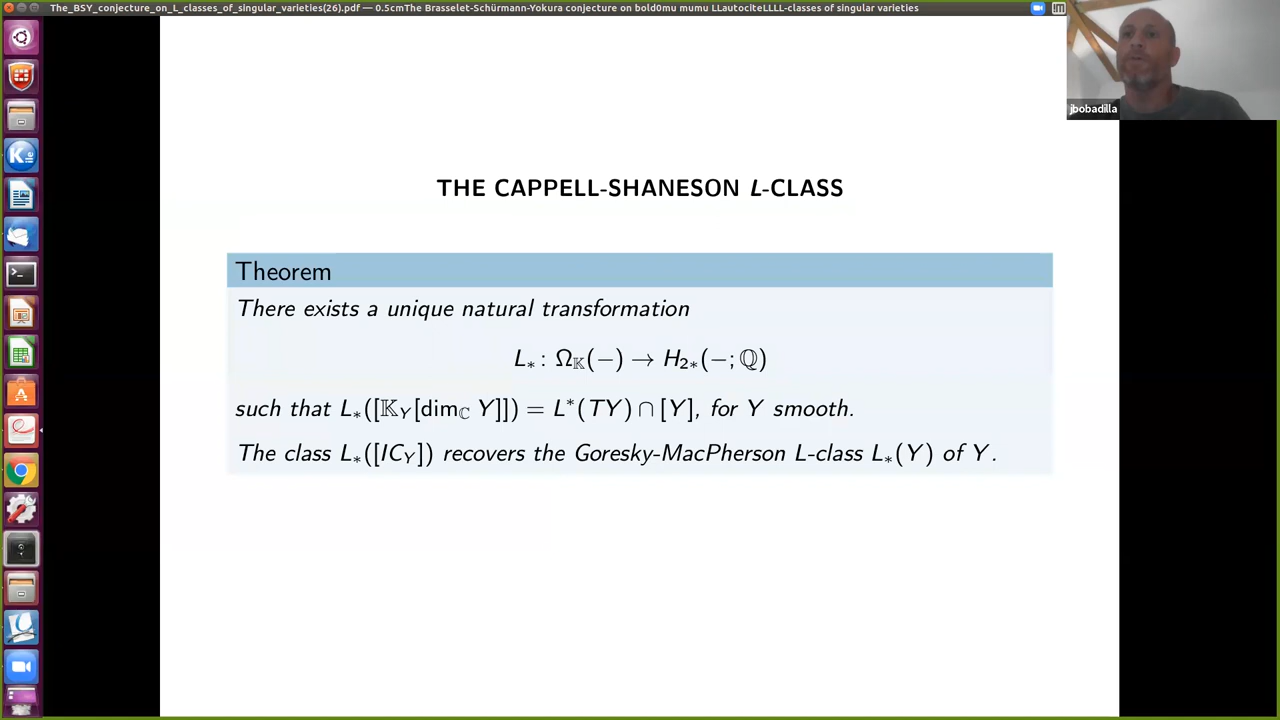 The_BSY_conjecture_on_L_classes_of_singular_varieties(26).pdf — 0.5cmThe Brasselet-Schürmann-Yokura conjecture on bold0mu mumu LLautociteLLLL-classes of singular varieties
jbobadilla
THE CAPPELL-SHANESON L-CLASS
Theorem
There exists a unique natural transformation
L_* : Ω_𝕂(−) → H_{2*}(−; ℚ)
such that L_*([𝕂_Y[dim_ℂ Y]]) = L^*(TY) ∩ [Y], for Y smooth.
The class L_*([IC_Y]) recovers the Goresky-MacPherson L-class L_*(Y) of Y.